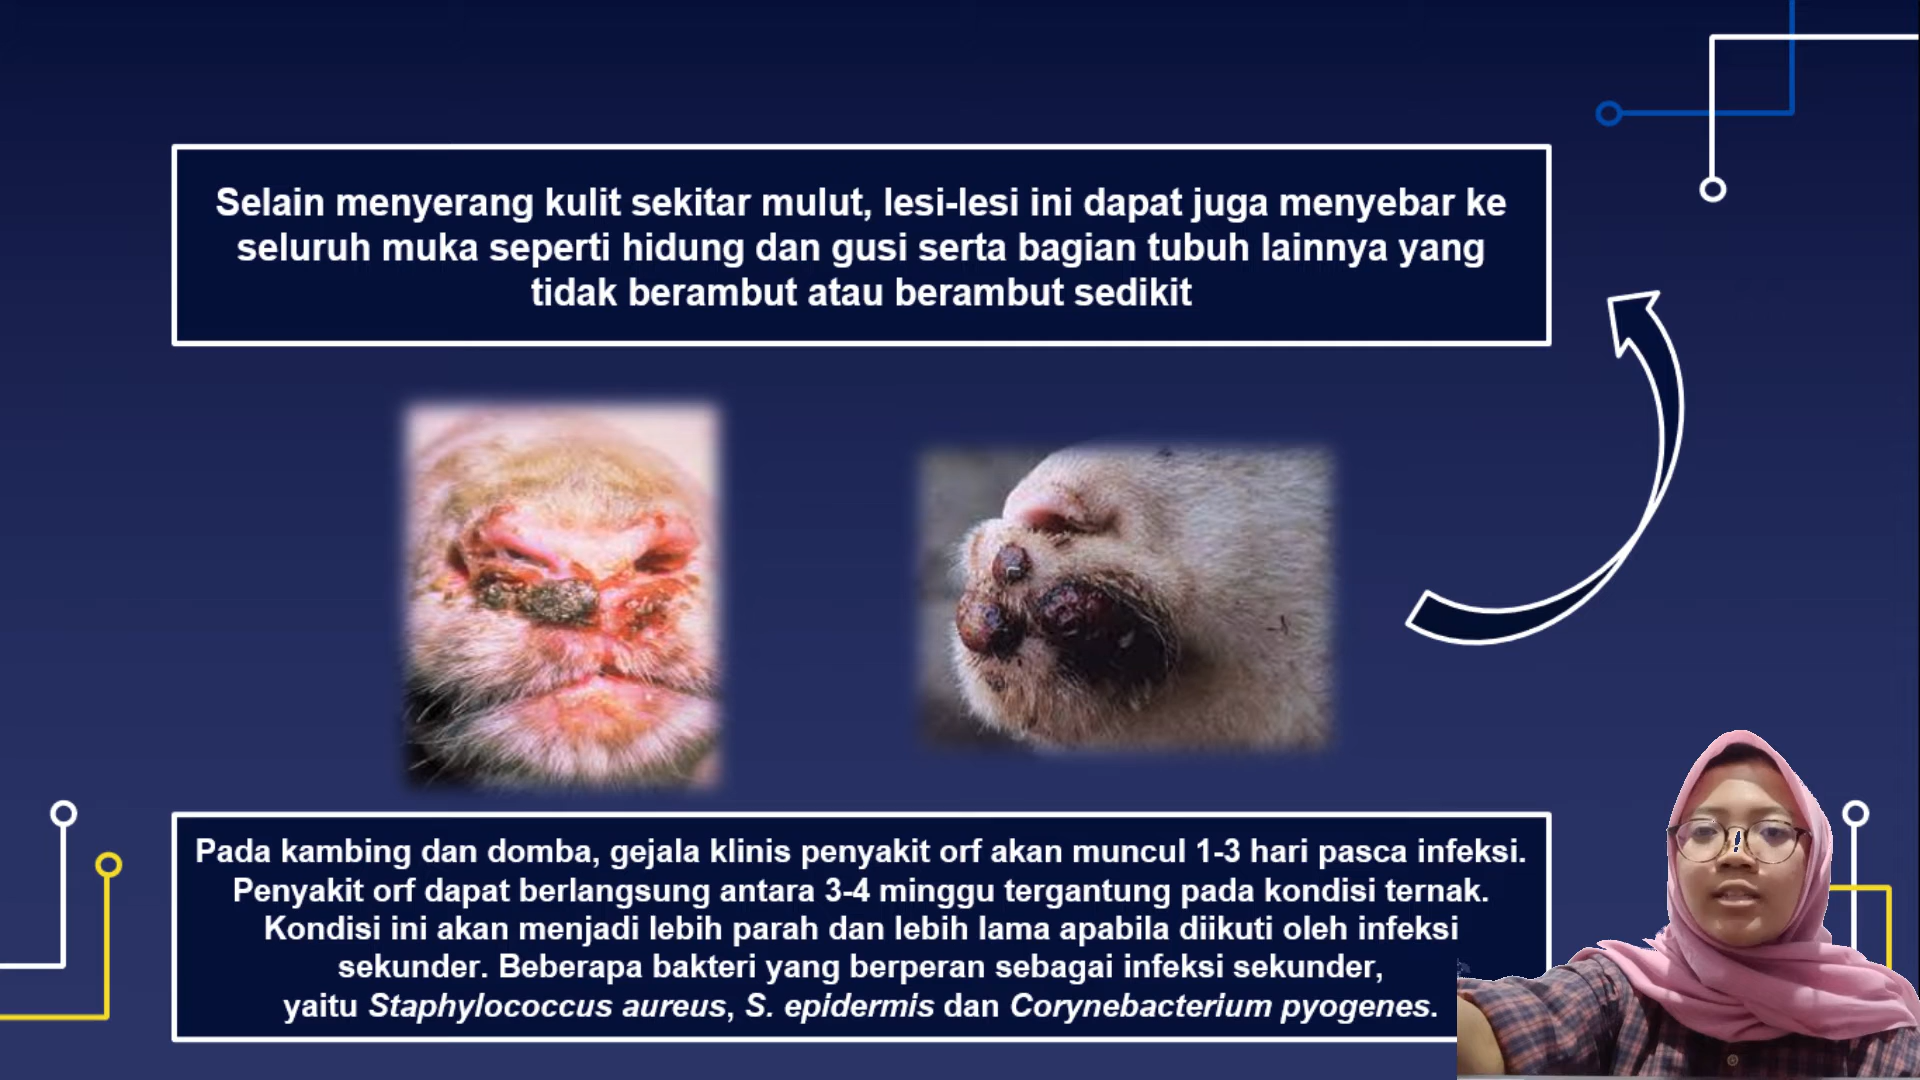 Selain menyerang kulit sekitar mulut, lesi-lesi ini dapat juga menyebar ke
seluruh muka seperti hidung dan gusi serta bagian tubuh lainnya yang
tidak berambut atau berambut sedikit
Pada kambing dan domba, gejala klinis penyakit orf akan muncul 1-3 hari pasca infeksi.
Penyakit orf dapat berlangsung antara 3-4 minggu tergantung pada kondisi ternak.
Kondisi ini akan menjadi lebih parah dan lebih lama apabila diikuti oleh infeksi
sekunder. Beberapa bakteri yang berperan sebagai infeksi sekunder,
yaitu Staphylococcus aureus, S. epidermis dan Corynebacterium pyogenes.